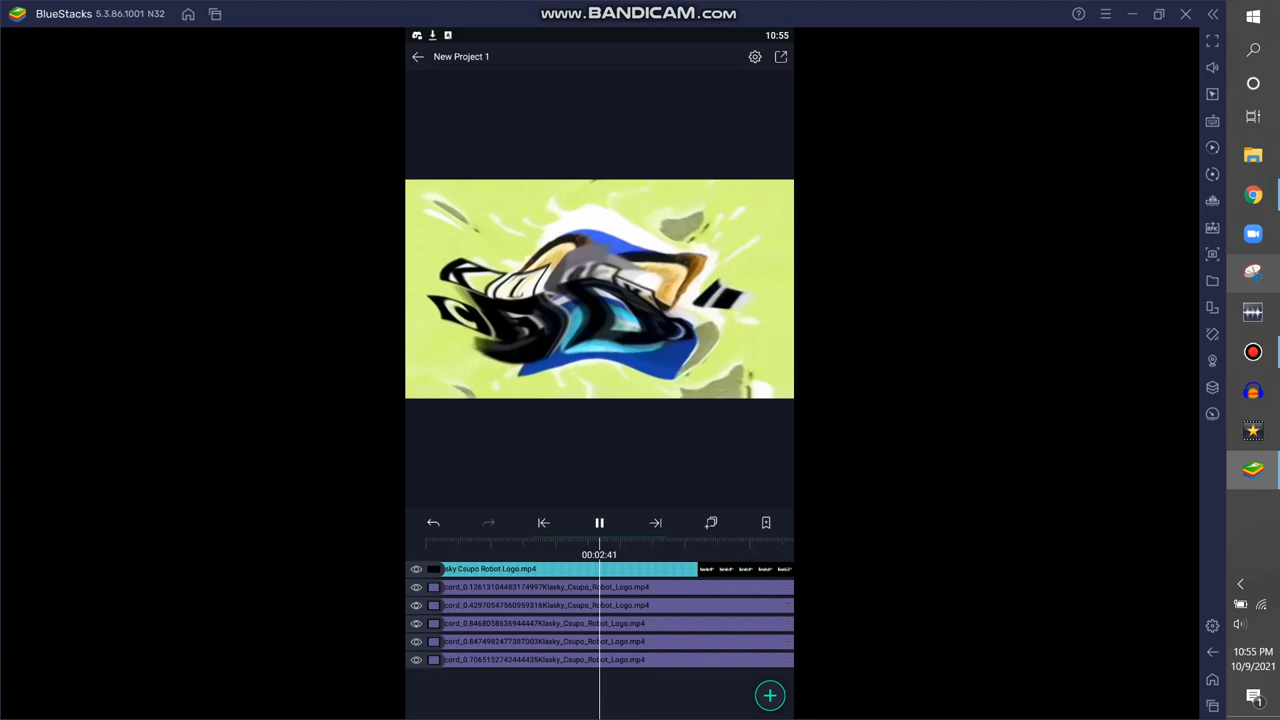 BlueStacks 5.3.86.1001 N32
www.BANDICAM.com
10:55
New Project 1
00:02:41
sky Csupo Robot Logo.mp4
cord_0.12613104483174997Klasky_Csupo_Robot_Logo.mp4
cord_0.42970547560959316Klasky_Csupo_Robot_Logo.mp4
cord_0.8468058636944447Klasky_Csupo_Robot_Logo.mp4
cord_0.8474982477387003Klasky_Csupo_Robot_Logo.mp4
cord_0.7065152742444435Klasky_Csupo_Robot_Logo.mp4
10:55 PM
10/9/2021